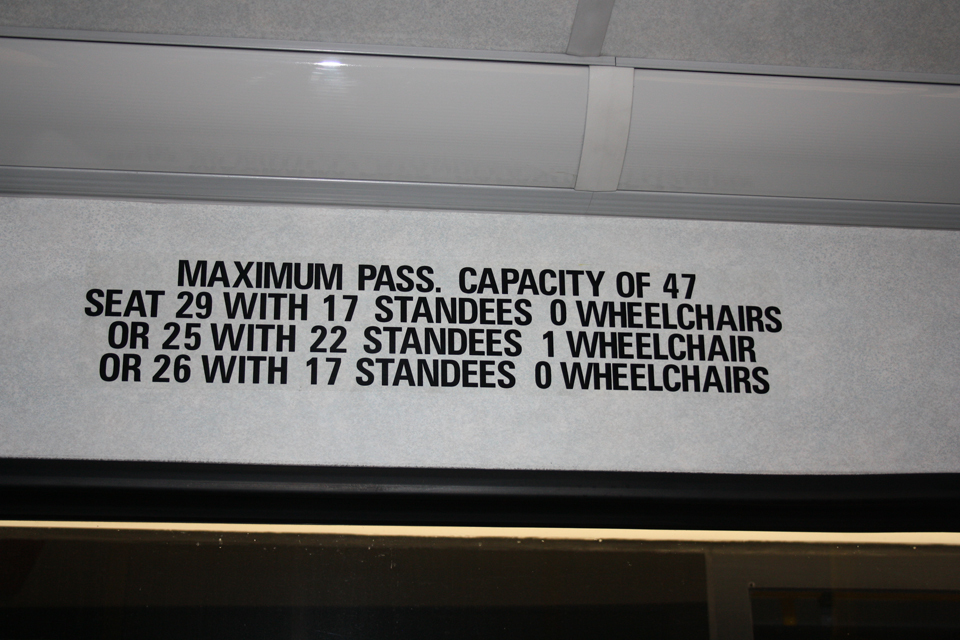 MAXIMUM PASS. CAPACITY OF 47
SEAT 29 WITH 17 STANDEES 0 WHEELCHAIRS
OR 25 WITH 22 STANDEES 1 WHEELCHAIR
OR 26 WITH 17 STANDEES 0 WHEELCHAIRS